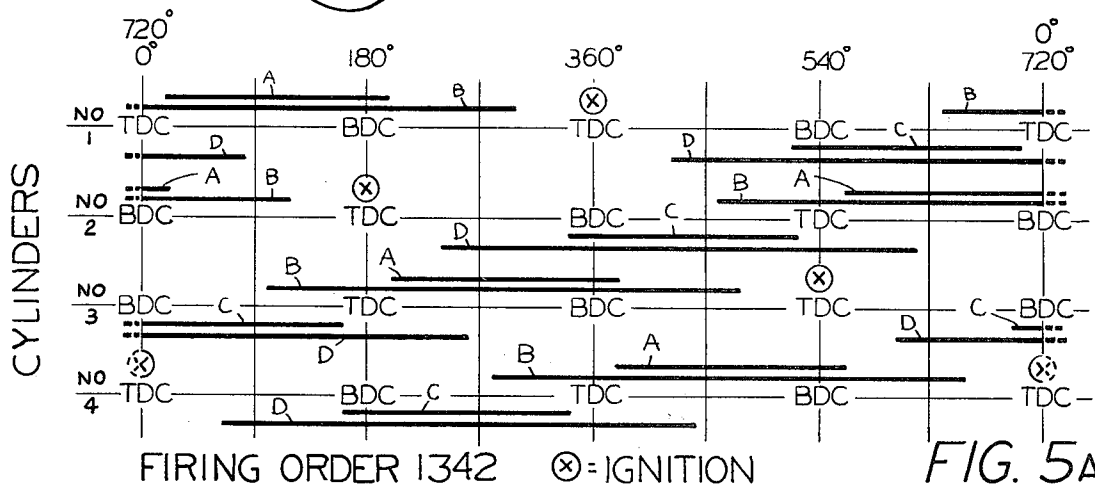 720° 0°
0° 180° 360° 540° 720°
A B B
NO 1 TDC BDC TDC BDC TDC
D D C
A B B A
NO 2 BDC TDC BDC TDC BDC
D C
B A
NO 3 BDC TDC BDC TDC BDC
C D C D
B A
NO 4 TDC BDC TDC BDC TDC
D C
CYLINDERS
FIRING ORDER 1342 ⊗=IGNITION FIG. 5A